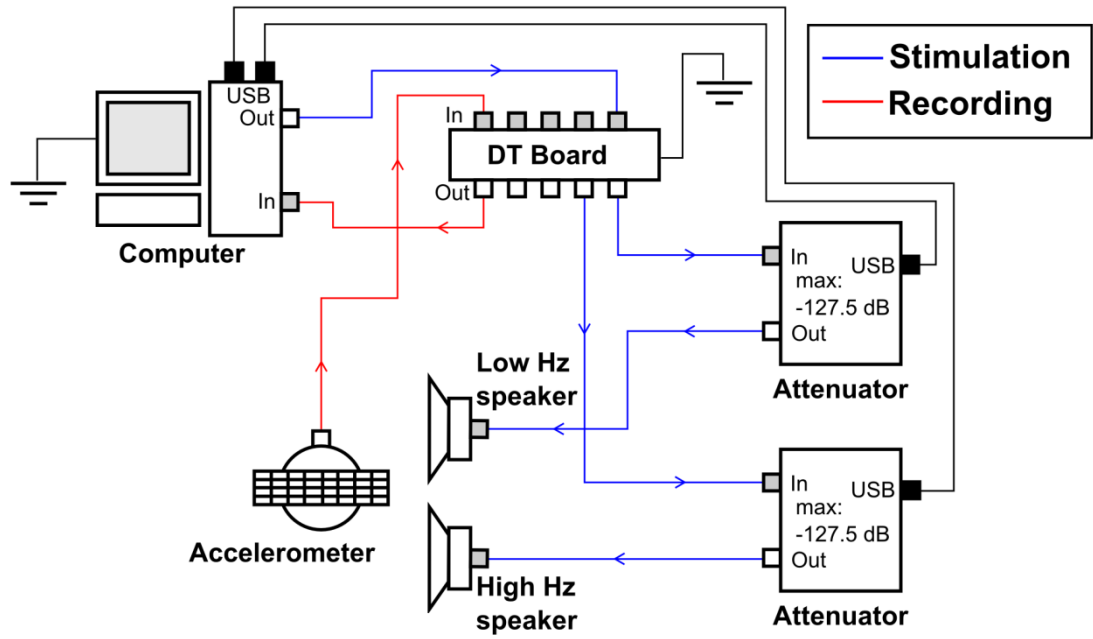 USB
Out
In
Computer
In
DT Board
Out
Stimulation
Recording
In
USB
max:
-127.5 dB
Out
Attenuator
Low Hz
speaker
In
USB
max:
-127.5 dB
Out
Attenuator
Accelerometer
High Hz
speaker